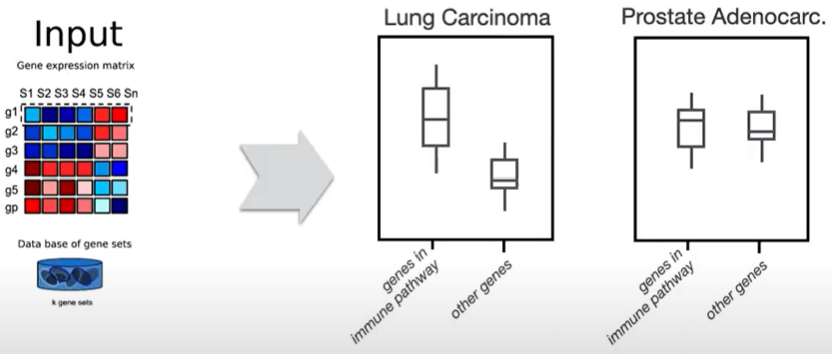 Input
Gene expression matrix
S1 S2 S3 S4 S5 S6 Sn
g1
g2
g3
g4
g5
gp
Data base of gene sets
k gene sets
Lung Carcinoma
genes in
immune pathway
other genes
Prostate Adenocarc.
genes in
immune pathway
other genes